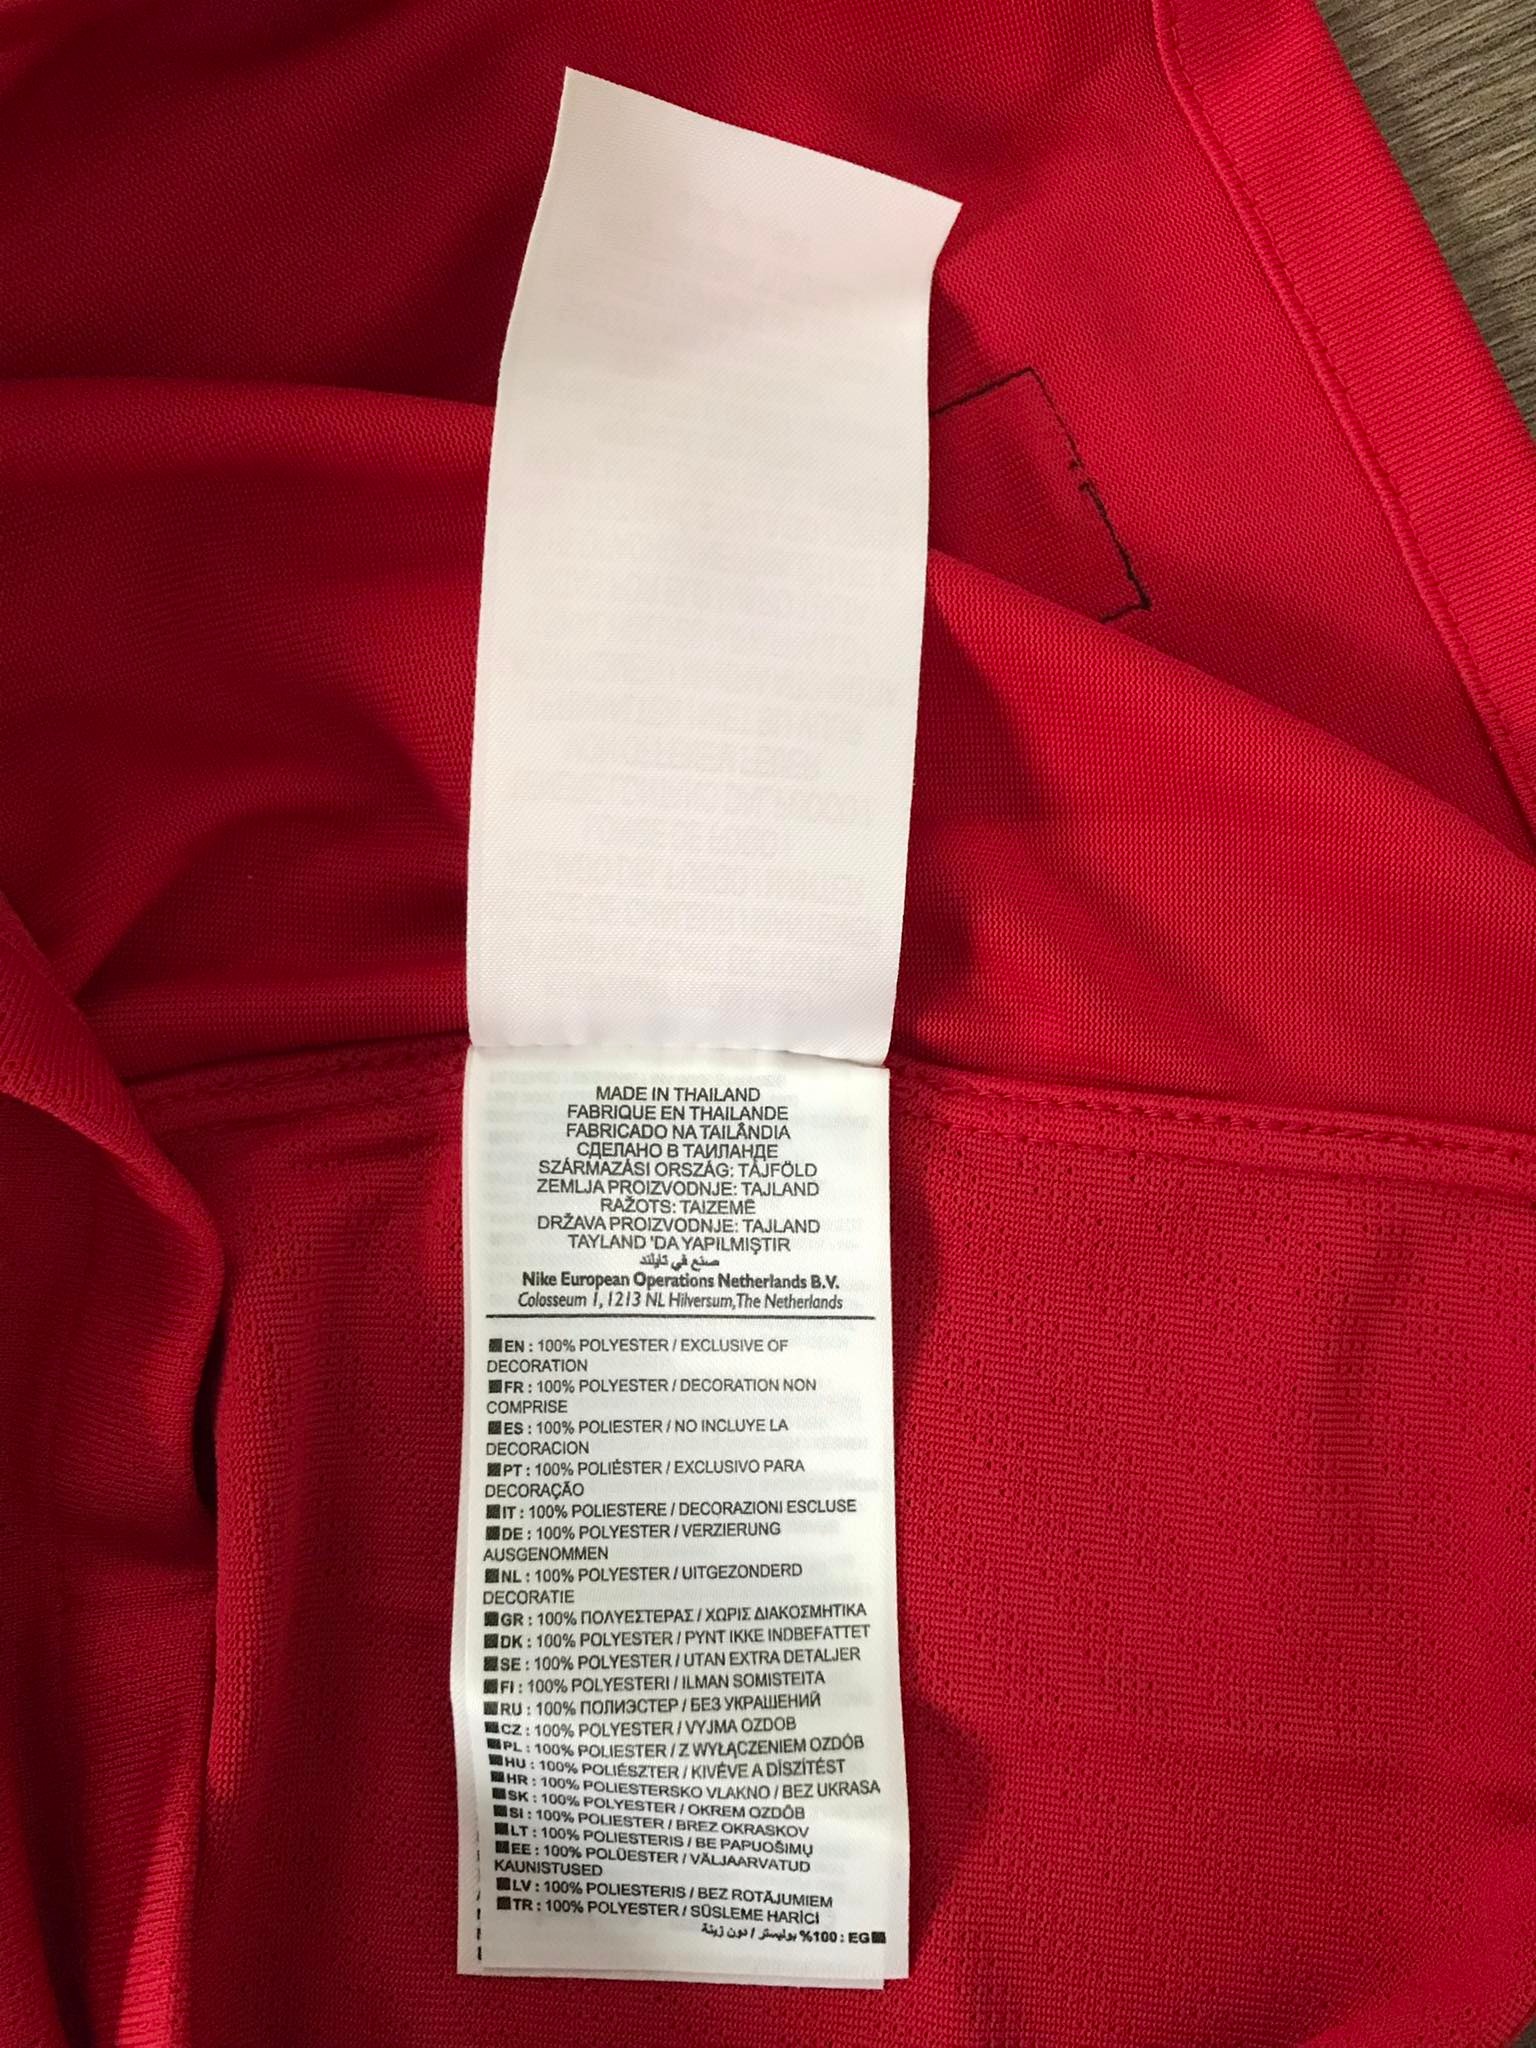 MADE IN THAILAND
FABRIQUE EN THAILANDE
FABRICADO NA TAILÂNDIA
СДЕЛАНО В ТАИЛАНДЕ
SZÁRMAZÁSI ORSZÁG: TÁJFÖLD
ZEMLJA PROIZVODNJE: TAJLAND
RAŽOTS: TAIZEMĒ
DRŽAVA PROIZVODNJE: TAJLAND
TAYLAND 'DA YAPILMIŞTIR
صنع في تايلند
Nike European Operations Netherlands B.V.
Colosseum 1, 1213 NL Hilversum, The Netherlands
EN : 100% POLYESTER / EXCLUSIVE OF
DECORATION
FR : 100% POLYESTER / DECORATION NON
COMPRISE
ES : 100% POLIESTER / NO INCLUYE LA
DECORACION
PT : 100% POLIÉSTER / EXCLUSIVO PARA
DECORAÇÃO
IT : 100% POLIESTERE / DECORAZIONI ESCLUSE
DE : 100% POLYESTER / VERZIERUNG
AUSGENOMMEN
NL : 100% POLYESTER / UITGEZONDERD
DECORATIE
GR : 100% ΠΟΛΥΕΣΤΕΡΑΣ / ΧΩΡΙΣ ΔΙΑΚΟΣΜΗΤΙΚΑ
DK : 100% POLYESTER / PYNT IKKE INDBEFATTET
SE : 100% POLYESTER / UTAN EXTRA DETALJER
FI : 100% POLYESTERI / ILMAN SOMISTEITA
RU : 100% ПОЛИЭСТЕР / БЕЗ УКРАШЕНИЙ
CZ : 100% POLYESTER / VYJMA OZDOB
PL : 100% POLIESTER / Z WYŁĄCZENIEM OZDÓB
HU : 100% POLIÉSZTER / KIVÉVE A DÍSZÍTÉST
HR : 100% POLIESTERSKO VLAKNO / BEZ UKRASA
SK : 100% POLYESTER / OKREM OZDÔB
SI : 100% POLIESTER / BREZ OKRASKOV
LT : 100% POLIESTERIS / BE PAPUOŠIMŲ
EE : 100% POLÜESTER / VÄLJAARVATUD
KAUNISTUSED
LV : 100% POLIESTERIS / BEZ ROTĀJUMIEM
TR : 100% POLYESTER / SÜSLEME HARİCİ
EG : 100% بوليستر / دون زينة